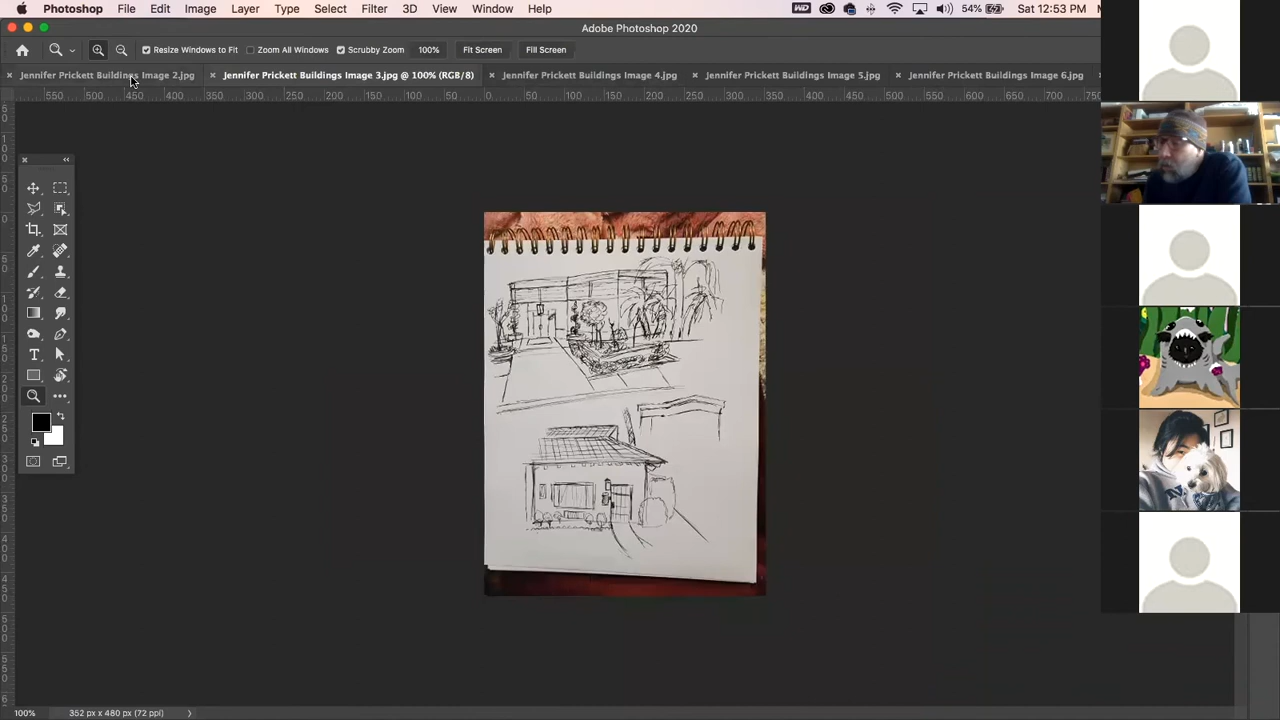 Photoshop File Edit Image Layer Type Select Filter 3D View Window Help 54% Sat 12:53 PM
Adobe Photoshop 2020
Resize Windows to Fit Zoom All Windows Scrubby Zoom 100% Fit Screen Fill Screen
Jennifer Prickett Buildings Image 2.jpg Jennifer Prickett Buildings Image 3.jpg @ 100% (RGB/8) Jennifer Prickett Buildings Image 4.jpg Jennifer Prickett Buildings Image 5.jpg Jennifer Prickett Buildings Image 6.jpg
550 500 450 400 350 300 250 200 150 100 50 0 50 100 150 200 250 300 350 400 450 500 550 600 650 700 750
100% 352 px x 480 px (72 ppi)